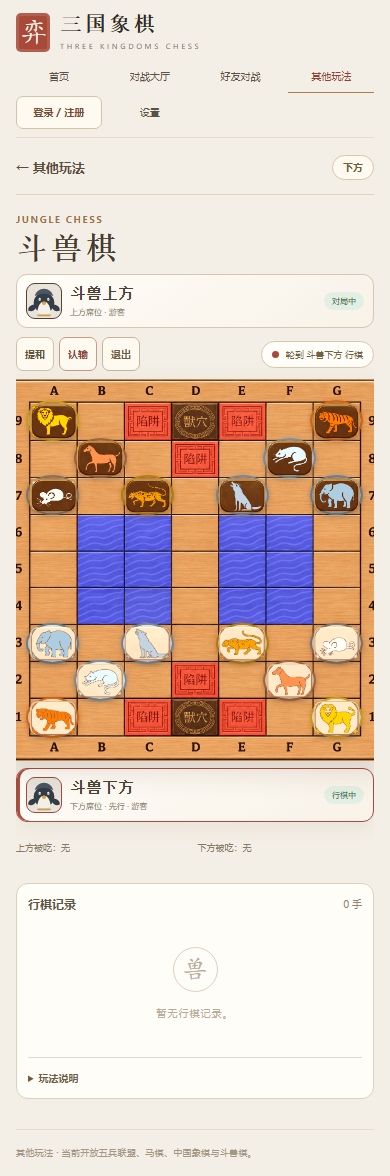 弈 三国象棋
THREE KINGDOMS CHESS
首页 对战大厅 好友对战 其他玩法
登录 / 注册 设置
← 其他玩法 下方
JUNGLE CHESS
斗兽棋
斗兽上方
上方席位 · 游客
对局中
提和 认输 退出 轮到 斗兽下方 行棋
A B C D E F G
9 陷阱 獸穴 陷阱 9
8 陷阱 8
7 7
6 6
5 5
4 4
3 3
2 陷阱 2
1 陷阱 獸穴 陷阱 1
A B C D E F G
斗兽下方
下方席位 · 先行 · 游客
行棋中
上方被吃：无 下方被吃：无
行棋记录 0 手
兽
暂无行棋记录。
▶ 玩法说明
其他玩法 · 当前开放五兵联盟、马棋、中国象棋与斗兽棋。